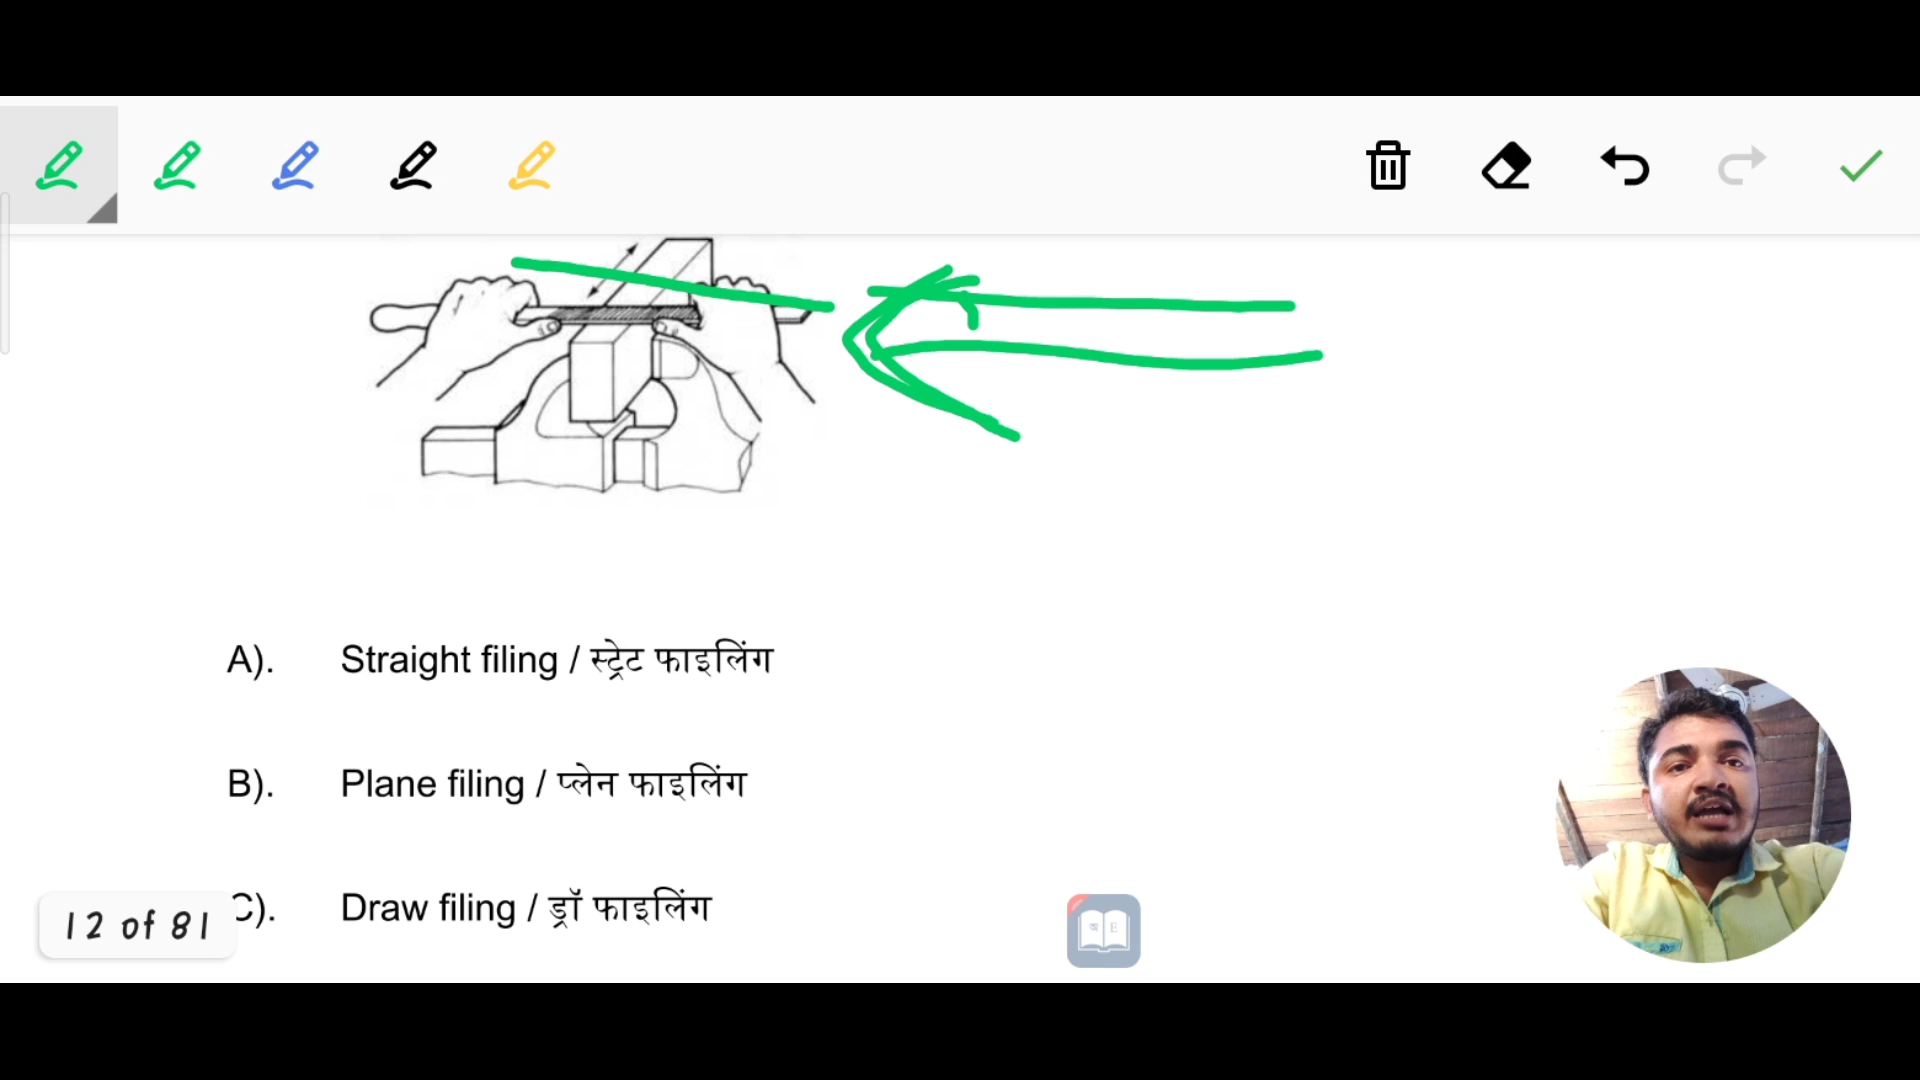 A). Straight filing / स्ट्रेट फाइलिंग
B). Plane filing / प्लेन फाइलिंग
C). Draw filing / ड्रॉ फाइलिंग
12 of 81
अ E